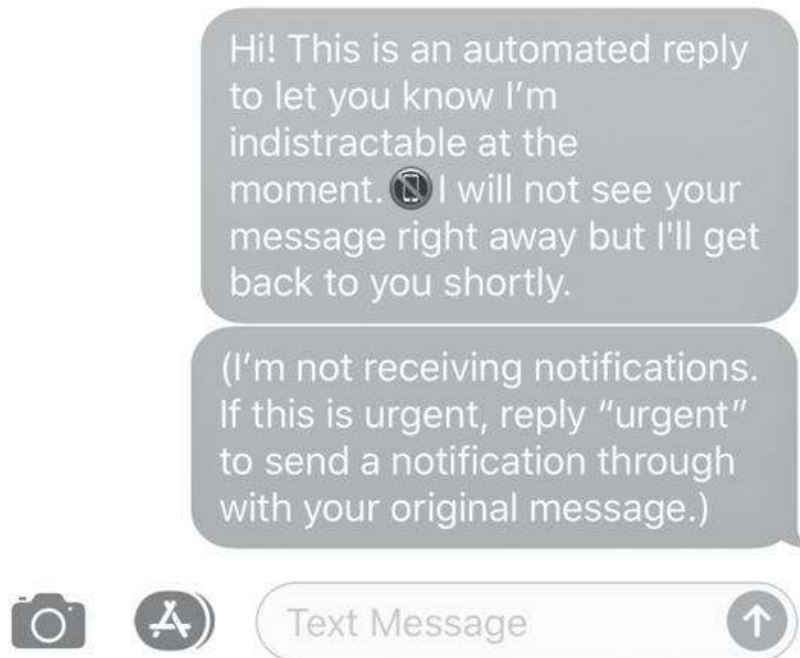 Hi! This is an automated reply
to let you know I’m
indistractable at the
moment. 📵 I will not see your
message right away but I'll get
back to you shortly.
(I’m not receiving notifications.
If this is urgent, reply “urgent”
to send a notification through
with your original message.)
Text Message